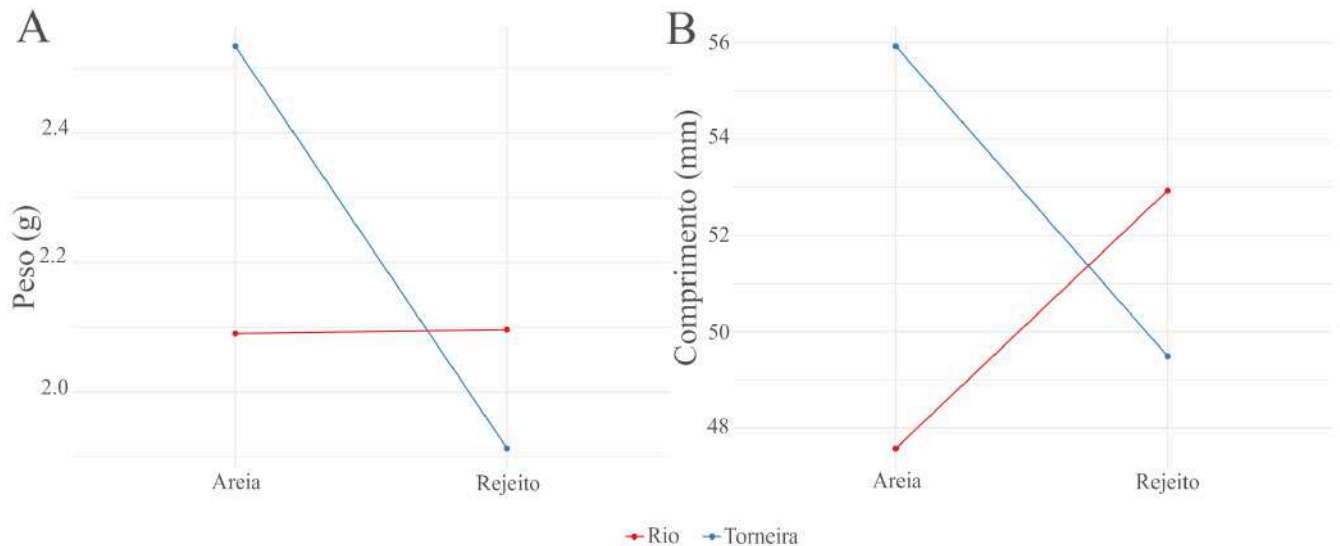 A
Peso (g)
2.4
2.2
2.0
Areia
Rejeito
B
Comprimento (mm)
56
54
52
50
48
Areia
Rejeito
Rio
Torneira